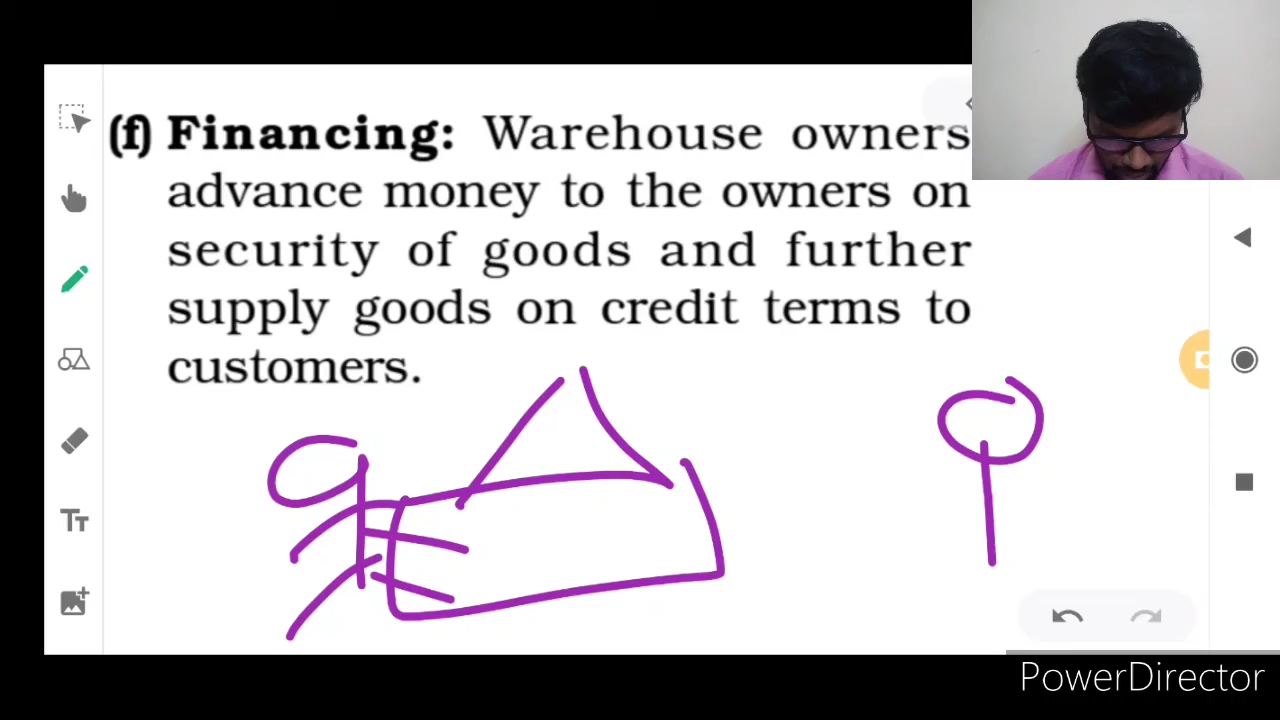 (f) Financing: Warehouse owners
advance money to the owners on
security of goods and further
supply goods on credit terms to
customers.
TT
PowerDirector